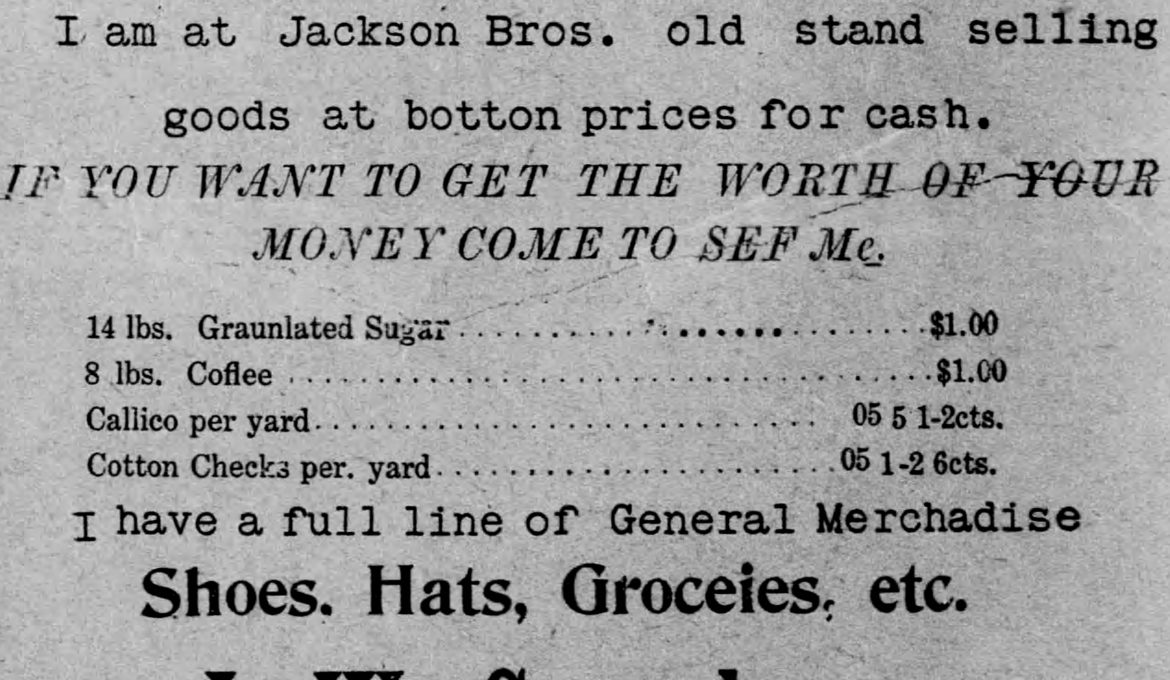 I am at Jackson Bros. old stand selling
goods at botton prices for cash.
IF YOU WANT TO GET THE WORTH OF YOUR
MONEY COME TO SEF Me.
14 lbs. Graunlated Sugar....................$1.00
8 lbs. Coflee....................$1.00
Callico per yard.................... 05 5 1-2cts.
Cotton Checks per. yard....................05 1-2 6cts.
I have a full line of General Merchadise
Shoes. Hats, Groceies, etc.